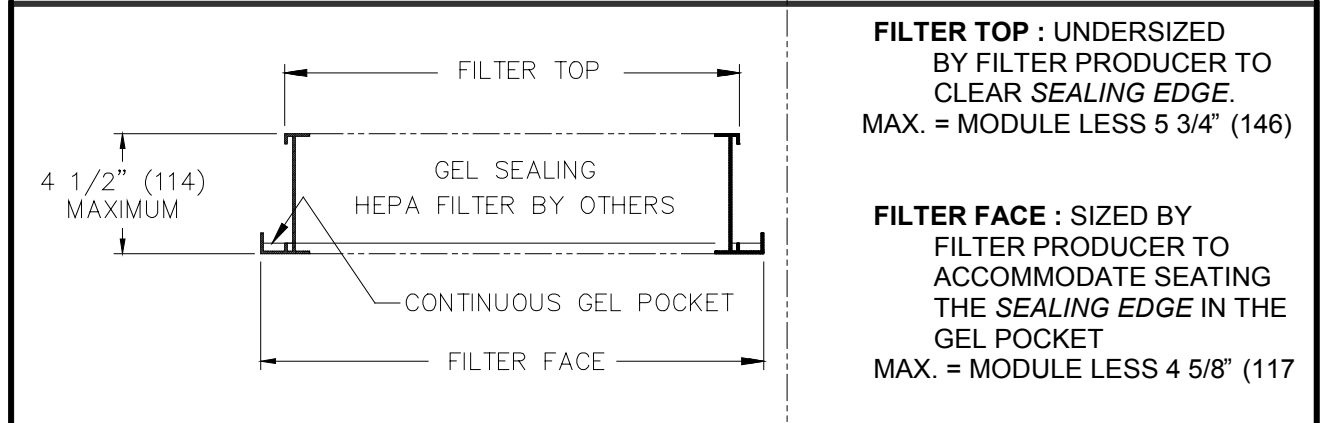 FILTER TOP
4 1/2” (114)
MAXIMUM
GEL SEALING
HEPA FILTER BY OTHERS
CONTINUOUS GEL POCKET
FILTER FACE
FILTER TOP : UNDERSIZED
BY FILTER PRODUCER TO
CLEAR SEALING EDGE.
MAX. = MODULE LESS 5 3/4” (146)
FILTER FACE : SIZED BY
FILTER PRODUCER TO
ACCOMMODATE SEATING
THE SEALING EDGE IN THE
GEL POCKET
MAX. = MODULE LESS 4 5/8” (117